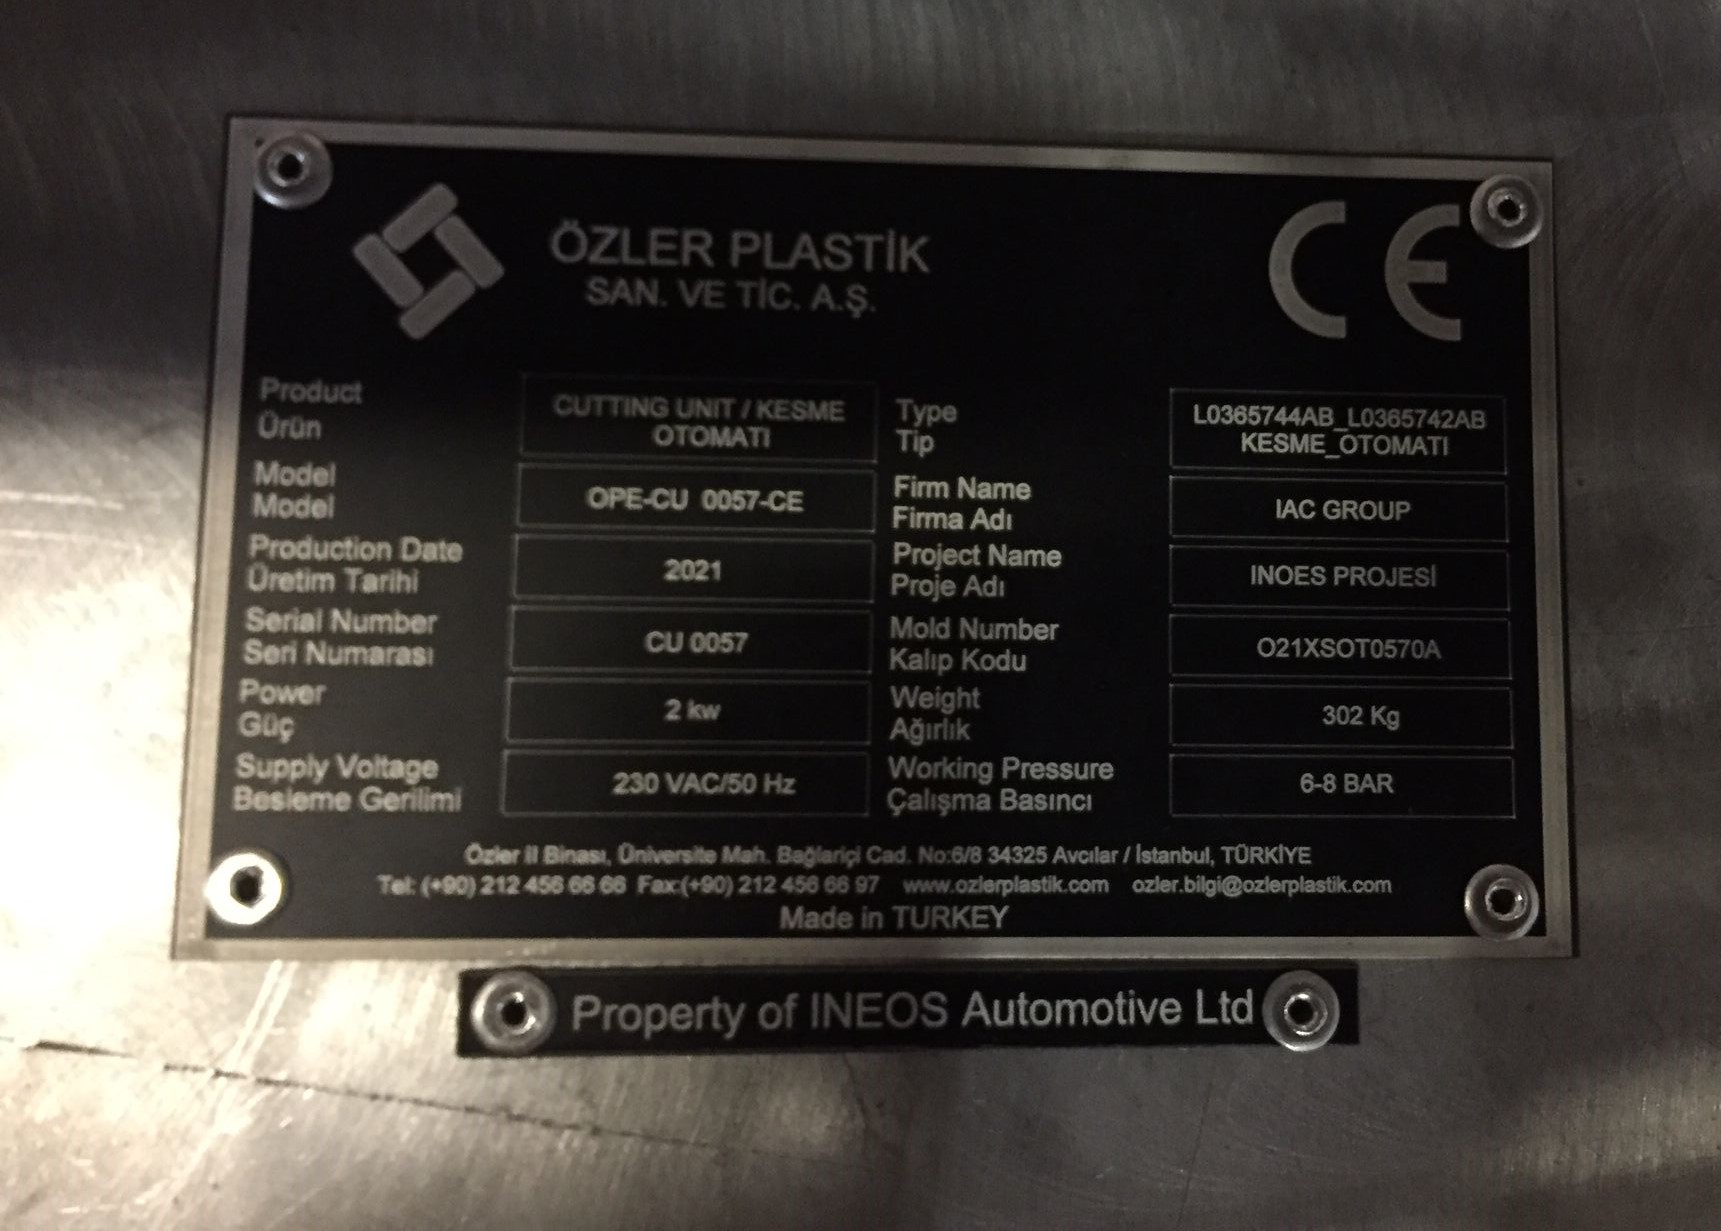 ÖZLER PLASTİK
SAN. VE TİC. A.Ş.
CE
Product
Ürün
CUTTING UNIT / KESME
OTOMATI
Type
Tip
L0365744AB_L0365742AB
KESME_OTOMATI
Model
Model
OPE-CU 0057-CE
Firm Name
Firma Adı
IAC GROUP
Production Date
Üretim Tarihi
2021
Project Name
Proje Adı
INOES PROJESİ
Serial Number
Seri Numarası
CU 0057
Mold Number
Kalıp Kodu
O21XSOT0570A
Power
Güç
2 kw
Weight
Ağırlık
302 Kg
Supply Voltage
Besleme Gerilimi
230 VAC/50 Hz
Working Pressure
Çalışma Basıncı
6-8 BAR
Özler II Binası, Üniversite Mah. Bağlariçi Cad. No:6/8 34325 Avcılar / İstanbul, TÜRKİYE
Tel: (+90) 212 456 66 66 Fax:(+90) 212 456 66 97 www.ozlerplastik.com ozler.bilgi@ozlerplastik.com
Made in TURKEY
Property of INEOS Automotive Ltd